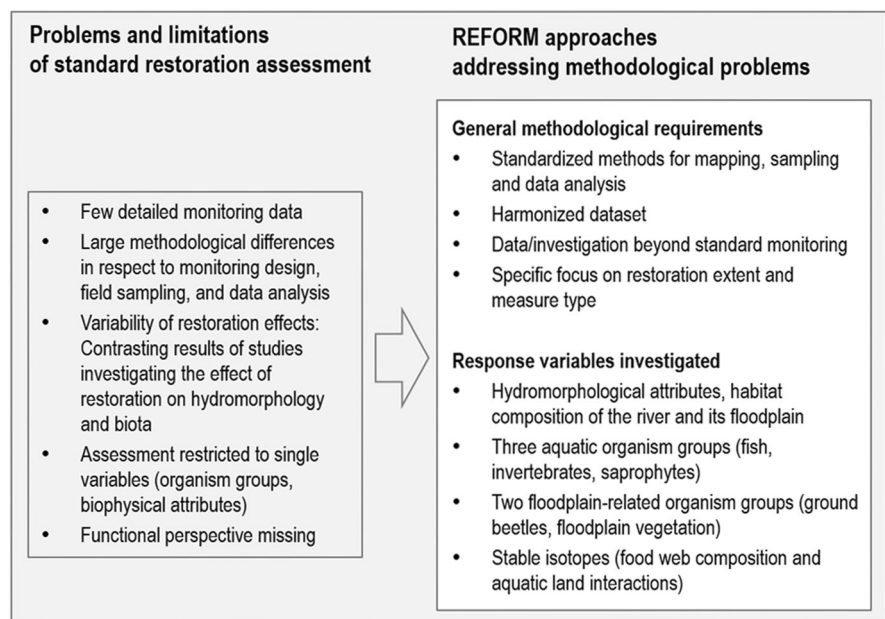 Problems and limitations
of standard restoration assessment
• Few detailed monitoring data
• Large methodological differences
in respect to monitoring design,
field sampling, and data analysis
• Variability of restoration effects:
Contrasting results of studies
investigating the effect of
restoration on hydromorphology
and biota
• Assessment restricted to single
variables (organism groups,
biophysical attributes)
• Functional perspective missing
REFORM approaches
addressing methodological problems
General methodological requirements
• Standardized methods for mapping, sampling
and data analysis
• Harmonized dataset
• Data/investigation beyond standard monitoring
• Specific focus on restoration extent and
measure type
Response variables investigated
• Hydromorphological attributes, habitat
composition of the river and its floodplain
• Three aquatic organism groups (fish,
invertebrates, saprophytes)
• Two floodplain-related organism groups (ground
beetles, floodplain vegetation)
• Stable isotopes (food web composition and
aquatic land interactions)